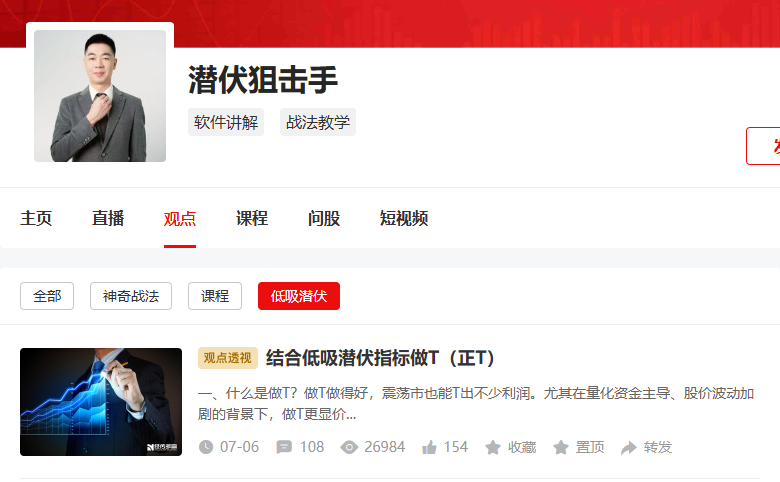 潜伏狙击手
软件讲解 战法教学
主页 直播 观点 课程 问股 短视频
全部 神奇战法 课程 低吸潜伏
观点透视 结合低吸潜伏指标做T（正T）
一、什么是做T？做T做得好，震荡市也能T出不少利润。尤其在量化资金主导、股价波动加
剧的背景下，做T更显价...
07-06 108 26984 154 收藏 置顶 转发